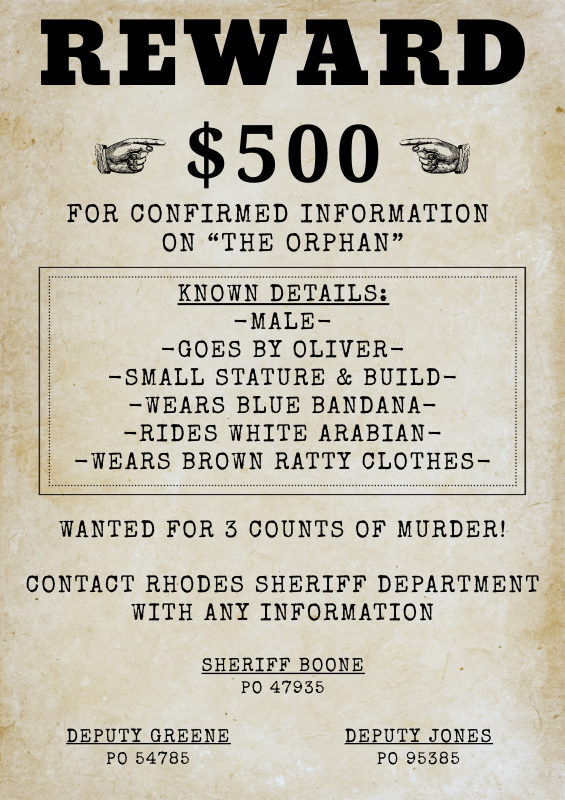 REWARD
$500
FOR CONFIRMED INFORMATION
ON “THE ORPHAN”
KNOWN DETAILS:
-MALE-
-GOES BY OLIVER-
-SMALL STATURE & BUILD-
-WEARS BLUE BANDANA-
-RIDES WHITE ARABIAN-
-WEARS BROWN RATTY CLOTHES-
WANTED FOR 3 COUNTS OF MURDER!
CONTACT RHODES SHERIFF DEPARTMENT
WITH ANY INFORMATION
SHERIFF BOONE
PO 47935
DEPUTY GREENE
PO 54785
DEPUTY JONES
PO 95385